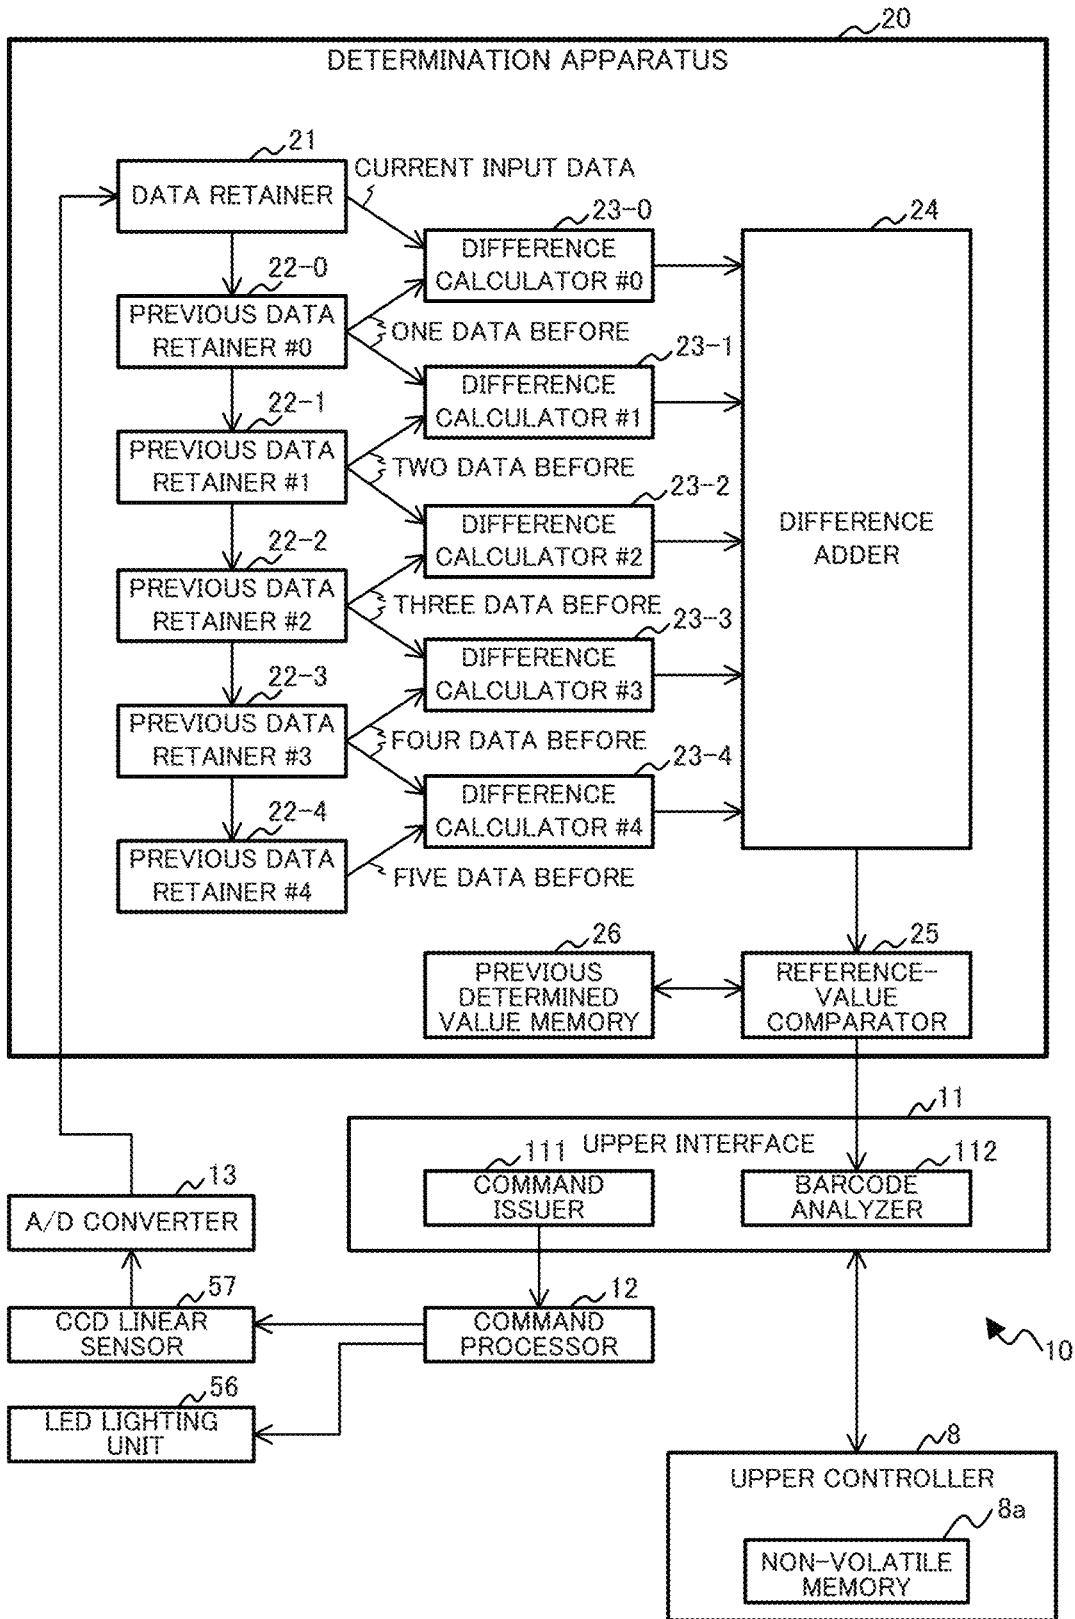 20
DETERMINATION APPARATUS
21
DATA RETAINER
CURRENT INPUT DATA
23-0
24
DIFFERENCE
CALCULATOR #0
22-0
PREVIOUS DATA
RETAINER #0
ONE DATA BEFORE
23-1
DIFFERENCE
CALCULATOR #1
22-1
PREVIOUS DATA
RETAINER #1
TWO DATA BEFORE
23-2
DIFFERENCE
CALCULATOR #2
DIFFERENCE
ADDER
22-2
PREVIOUS DATA
RETAINER #2
THREE DATA BEFORE
23-3
DIFFERENCE
CALCULATOR #3
22-3
PREVIOUS DATA
RETAINER #3
FOUR DATA BEFORE
23-4
DIFFERENCE
CALCULATOR #4
22-4
PREVIOUS DATA
RETAINER #4
FIVE DATA BEFORE
26
PREVIOUS
DETERMINED
VALUE MEMORY
25
REFERENCE-
VALUE
COMPARATOR
11
UPPER INTERFACE
111
COMMAND
ISSUER
112
BARCODE
ANALYZER
13
A/D CONVERTER
57
CCD LINEAR
SENSOR
12
COMMAND
PROCESSOR
10
56
LED LIGHTING
UNIT
8
UPPER CONTROLLER
8a
NON-VOLATILE
MEMORY